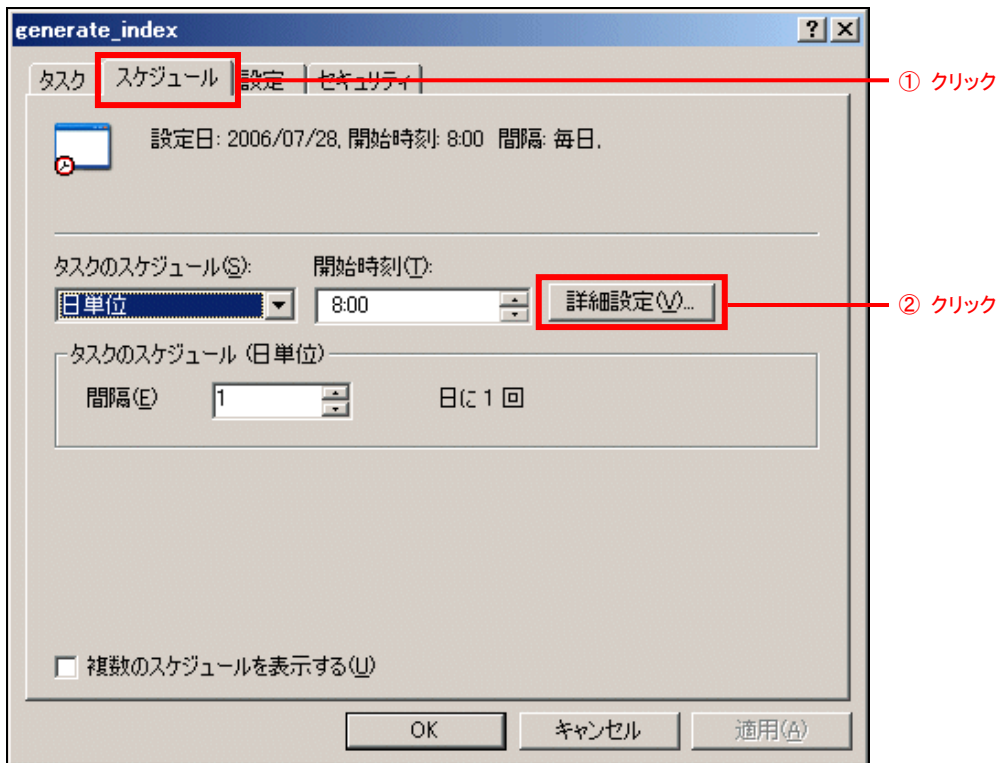 generate_index
タスク スケジュール 設定 セキュリティ
① クリック
設定日: 2006/07/28, 開始時刻: 8:00 間隔: 毎日,
タスクのスケジュール(S): 開始時刻(T):
日単位 8:00 詳細設定(V)...
② クリック
タスクのスケジュール (日単位)
間隔(E) 1 日に 1 回
複数のスケジュールを表示する(U)
OK キャンセル 適用(A)